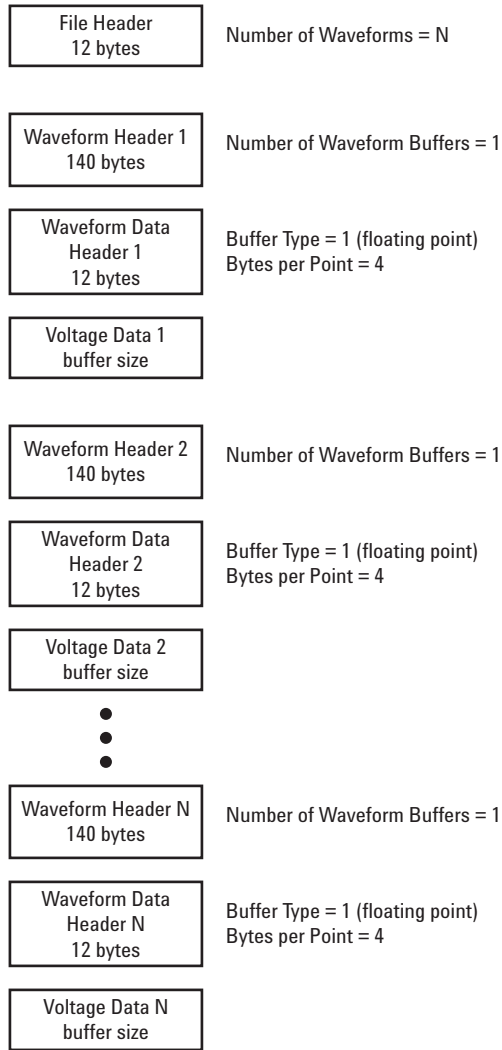 File Header
12 bytes
Number of Waveforms = N
Waveform Header 1
140 bytes
Number of Waveform Buffers = 1
Waveform Data
Header 1
12 bytes
Buffer Type = 1 (floating point)
Bytes per Point = 4
Voltage Data 1
buffer size
Waveform Header 2
140 bytes
Number of Waveform Buffers = 1
Waveform Data
Header 2
12 bytes
Buffer Type = 1 (floating point)
Bytes per Point = 4
Voltage Data 2
buffer size
Waveform Header N
140 bytes
Number of Waveform Buffers = 1
Waveform Data
Header N
12 bytes
Buffer Type = 1 (floating point)
Bytes per Point = 4
Voltage Data N
buffer size